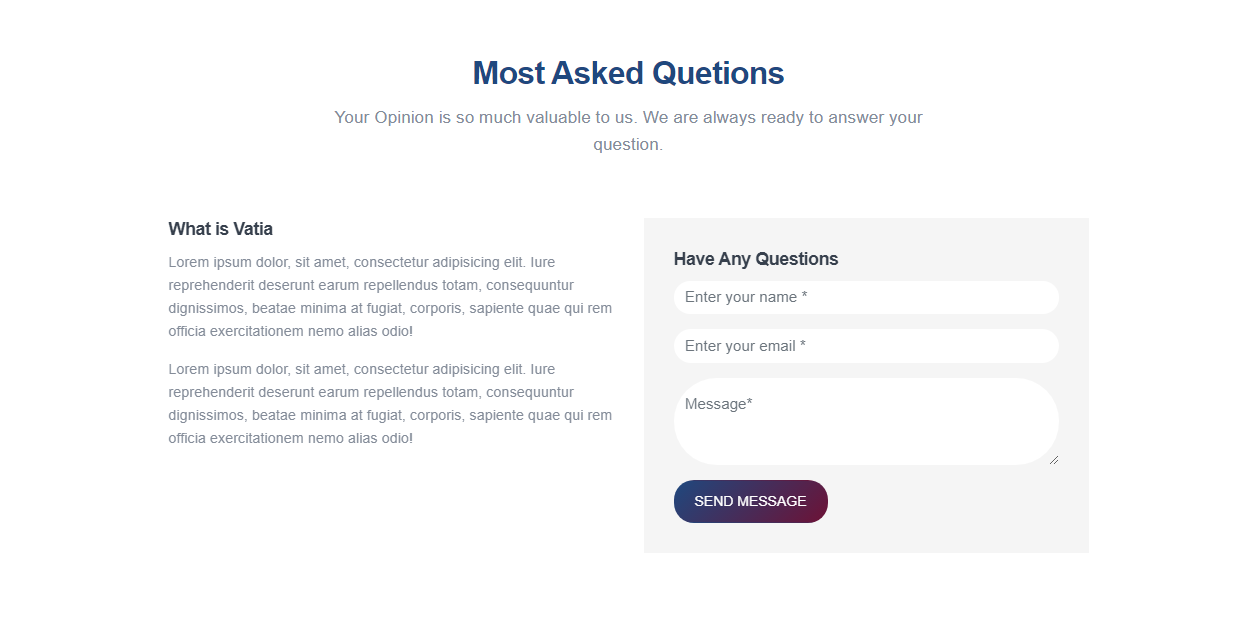 Most Asked Quetions
Your Opinion is so much valuable to us. We are always ready to answer your
question.
What is Vatia
Lorem ipsum dolor, sit amet, consectetur adipisicing elit. Iure
reprehenderit deserunt earum repellendus totam, consequuntur
dignissimos, beatae minima at fugiat, corporis, sapiente quae qui rem
officia exercitationem nemo alias odio!
Lorem ipsum dolor, sit amet, consectetur adipisicing elit. Iure
reprehenderit deserunt earum repellendus totam, consequuntur
dignissimos, beatae minima at fugiat, corporis, sapiente quae qui rem
officia exercitationem nemo alias odio!
Have Any Questions
Enter your name *
Enter your email *
Message*
SEND MESSAGE